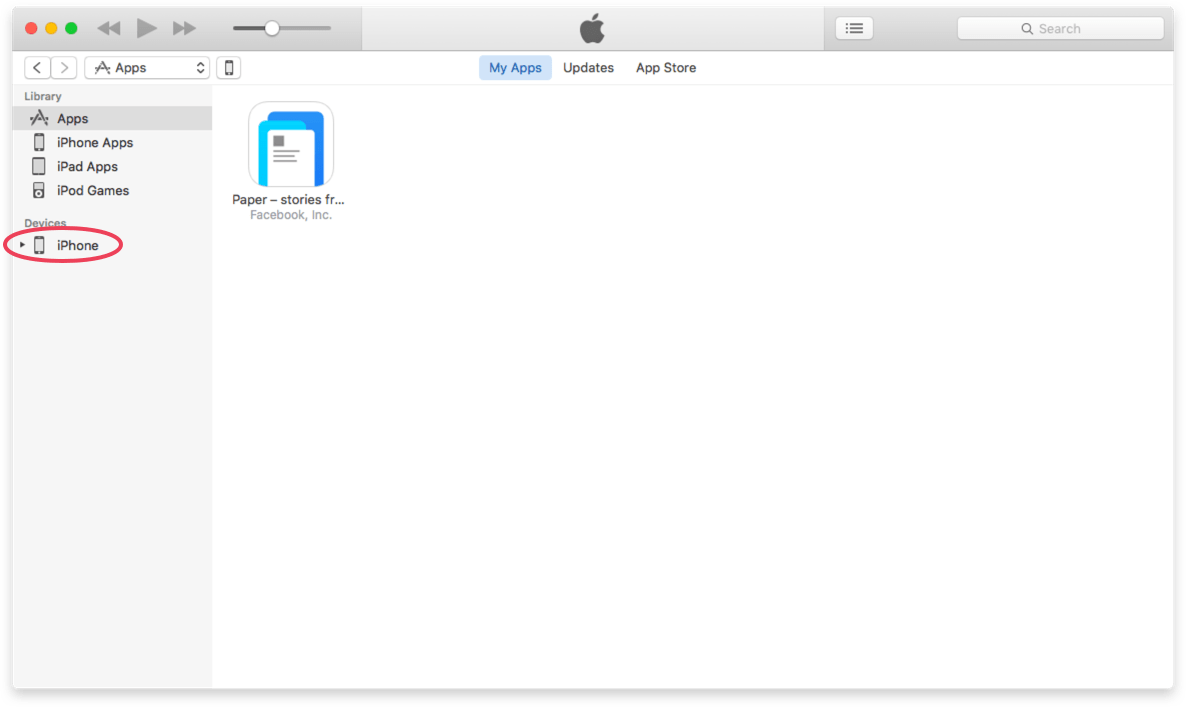 Search
Apps
My Apps
Updates
App Store
Library
Apps
iPhone Apps
iPad Apps
iPod Games
Devices
iPhone
Paper – stories fr...
Facebook, Inc.